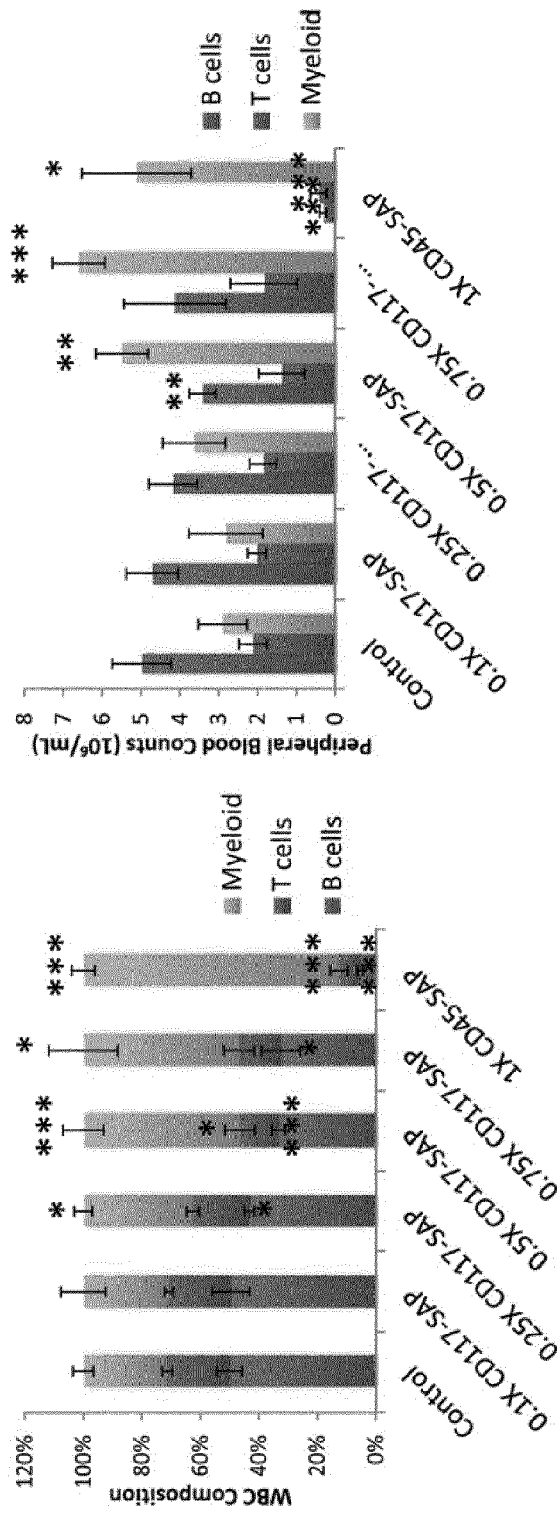 120%
100%
80%
60%
40%
20%
0%
WBC Composition
***
*
***
*
*
***
***
*
*
***
*
Control
0.1X CD117-SAP
0.25X CD117-SAP
0.5X CD117-SAP
0.75X CD117-SAP
1X CD45-SAP
Myeloid
T cells
B cells
8
7
6
5
4
3
2
1
0
Peripheral Blood Counts (10⁶/mL)
**
**
***
*
***
***
Control
0.1X CD117-SAP
0.25X CD117-...
0.5X CD117-SAP
0.75X CD117-...
1X CD45-SAP
B cells
T cells
Myeloid